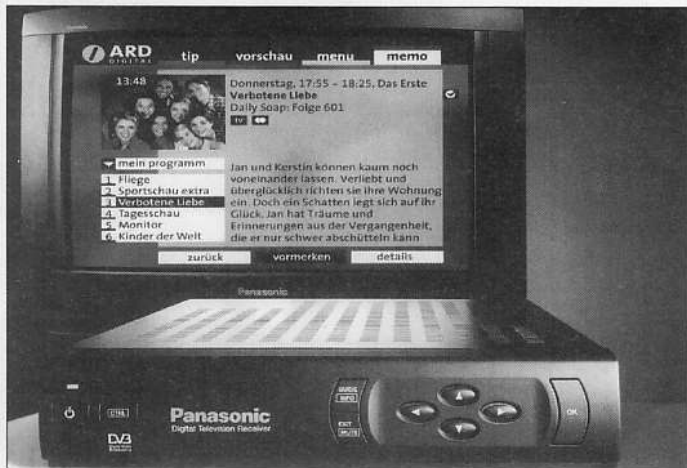 ARD
DIGITAL
tip vorschau menu memo
13:48
Donnerstag, 17:55 – 18:25, Das Erste
Verbotene Liebe
Daily Soap: Folge 601
TV
mein programm
1 Fliege
2 Sportschau extra
3 Verbotene Liebe
4 Tagesschau
5 Monitor
6 Kinder der Welt
Jan und Kerstin können kaum noch
voneinander lassen. Verliebt und
überglücklich richten sie ihre Wohnung
ein. Doch ein Schatten legt sich auf ihr
Glück. Jan hat Träume und
Erinnerungen aus der Vergangenheit,
die er nur schwer abschütteln kann
zurück vormerken details
Panasonic
CTRL
DVB
Panasonic
Digital Television Receiver
GUIDE
INFO
EXIT
MUTE
OK